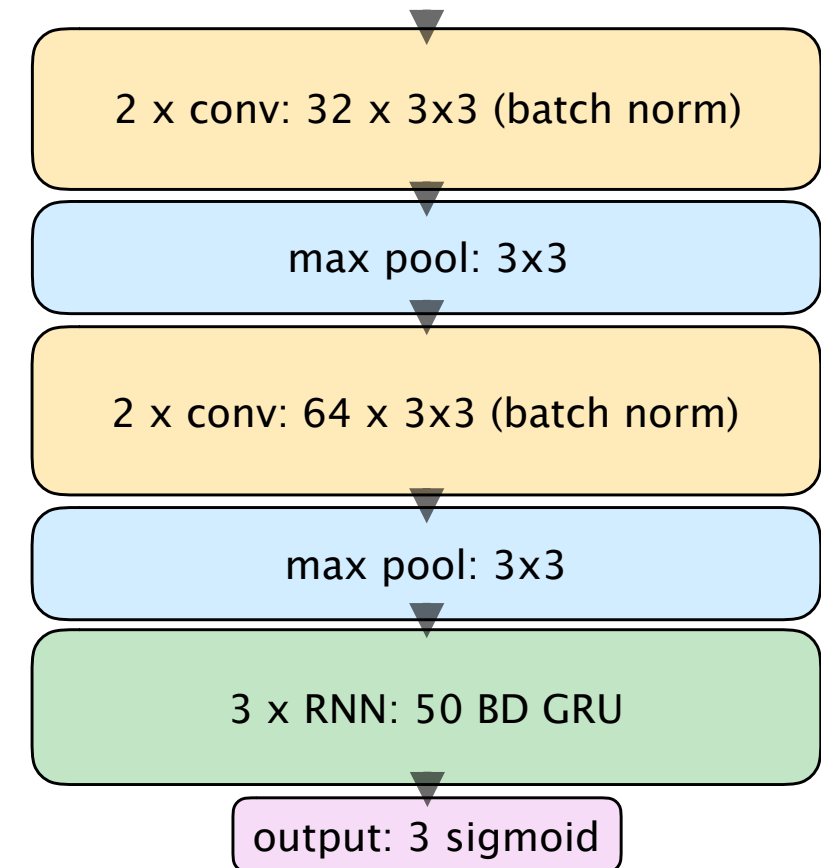 2 x conv: 32 x 3x3 (batch norm)
max pool: 3x3
2 x conv: 64 x 3x3 (batch norm)
max pool: 3x3
3 x RNN: 50 BD GRU
output: 3 sigmoid